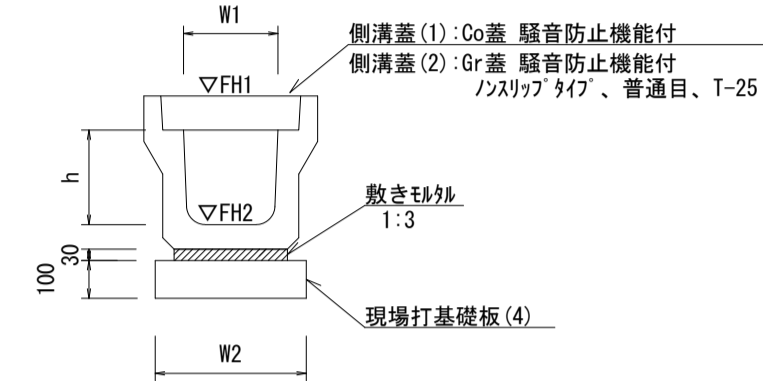 W1
側溝蓋(1):Co蓋 騒音防止機能付
側溝蓋(2):Gr蓋 騒音防止機能付
ﾉﾝｽﾘｯﾌﾟﾀｲﾌﾟ、普通目、T-25
▽FH1
h
▽FH2
敷きﾓﾙﾀﾙ
1:3
30
100
現場打基礎板(4)
W2